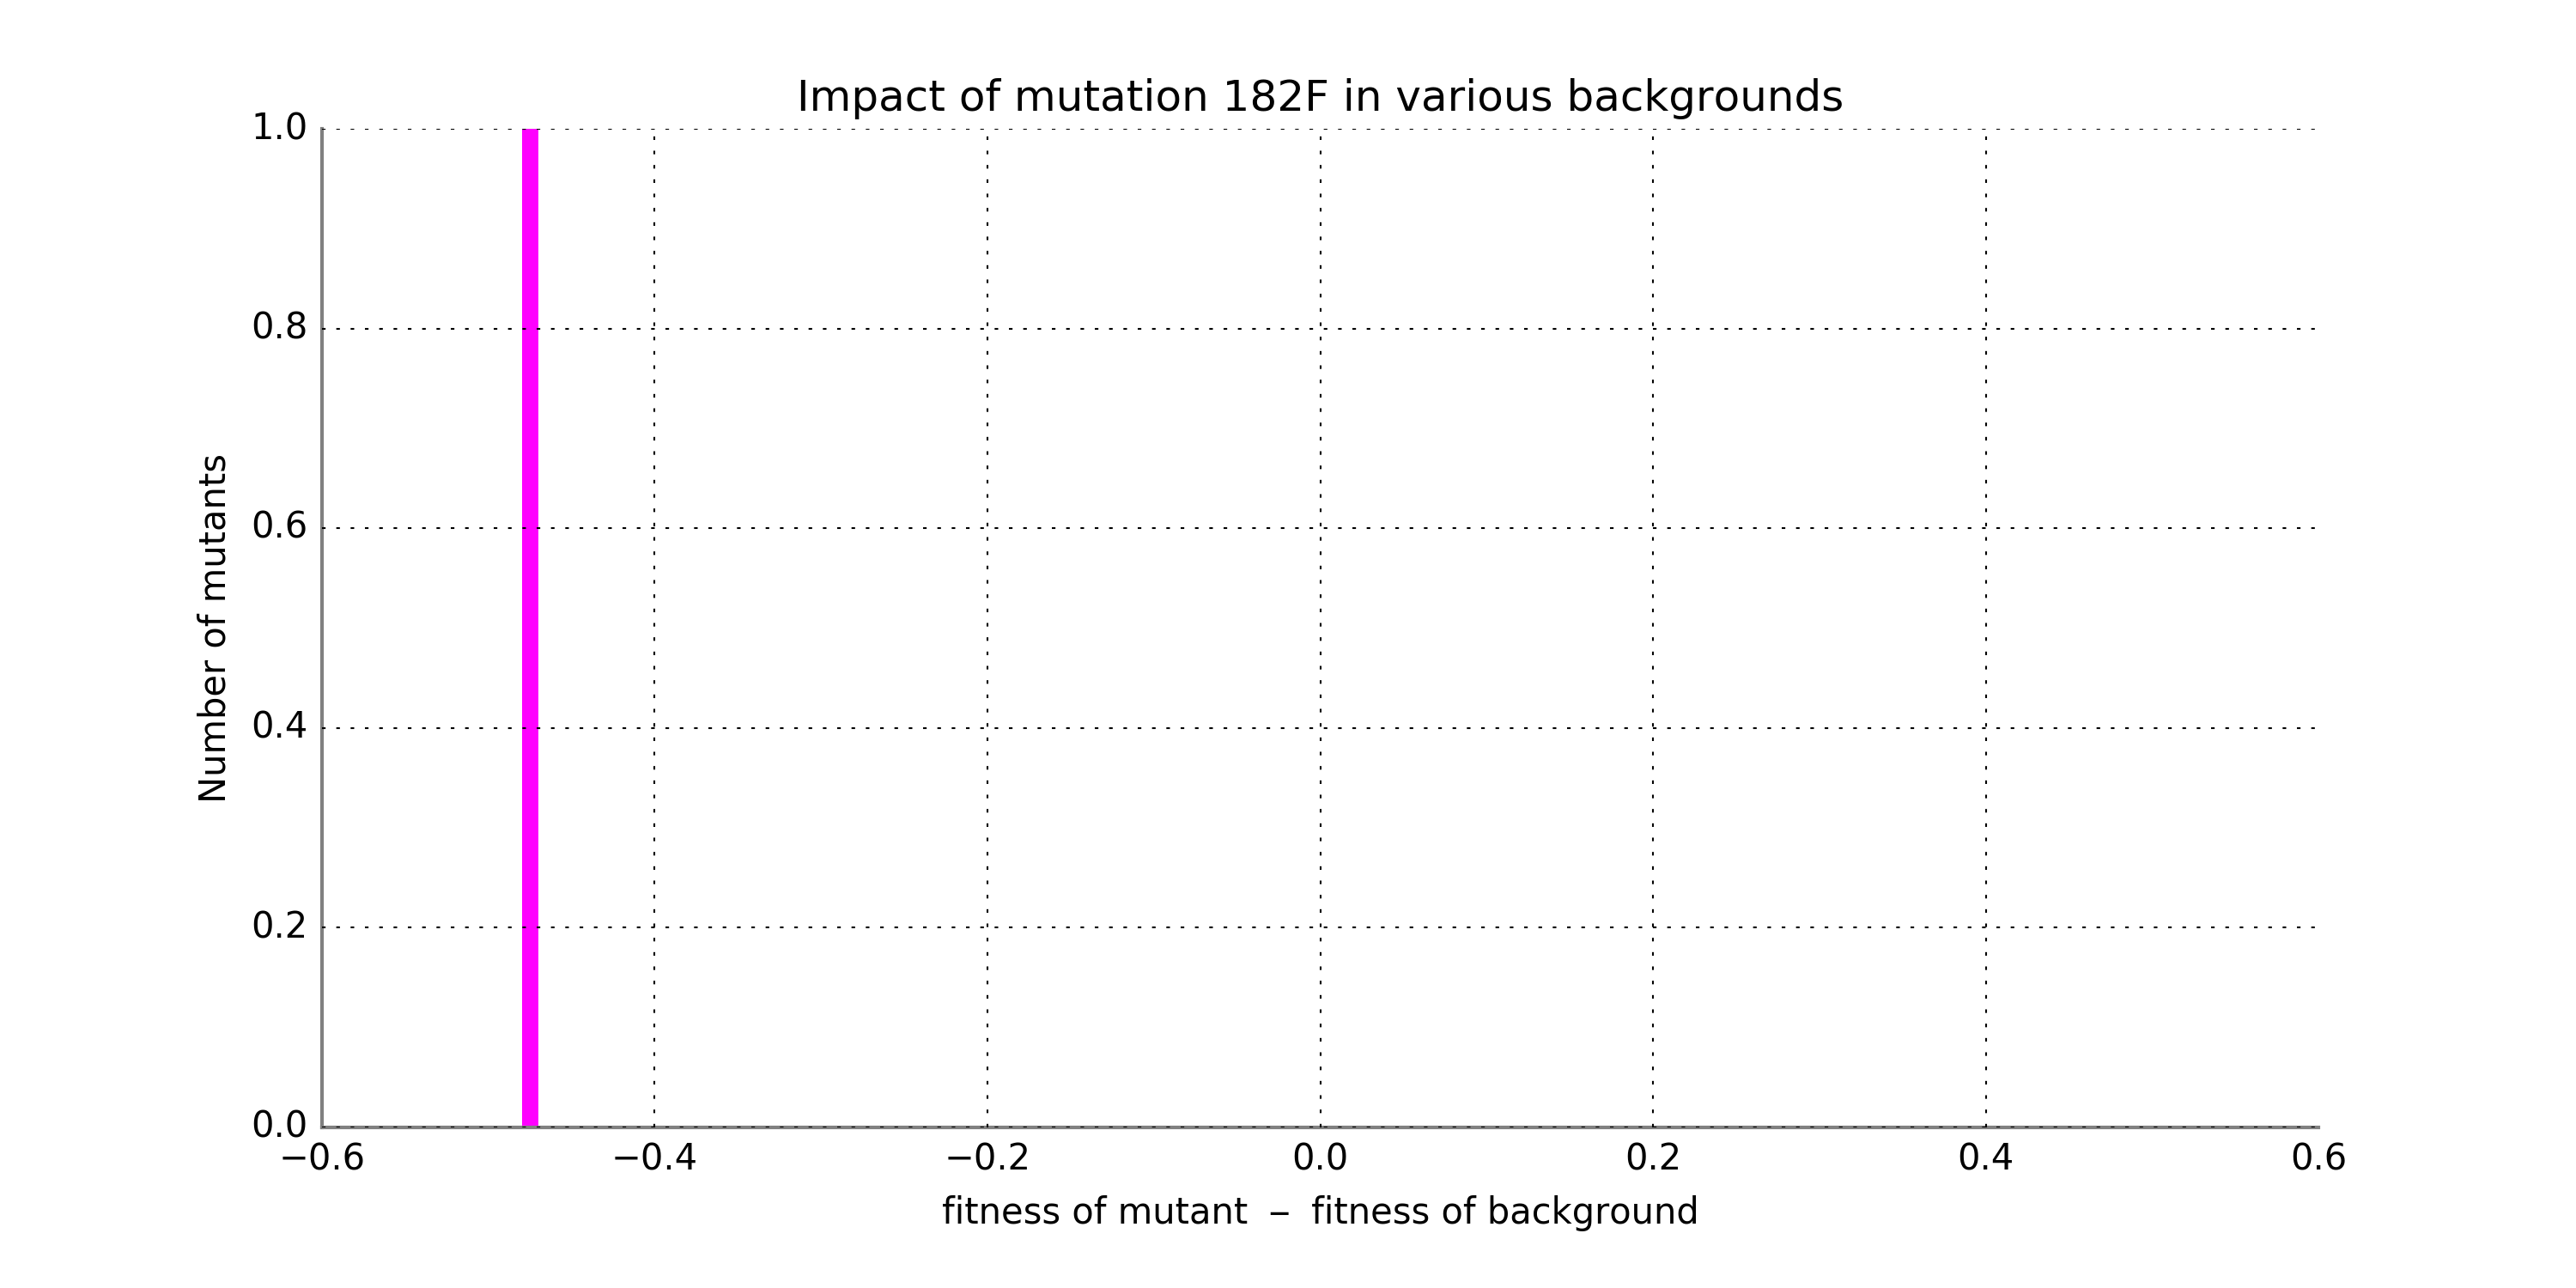 Impact of mutation 182F in various backgrounds
1.0
0.8
0.6
0.4
0.2
0.0
Number of mutants
−0.6 −0.4 −0.2 0.0 0.2 0.4 0.6
fitness of mutant − fitness of background